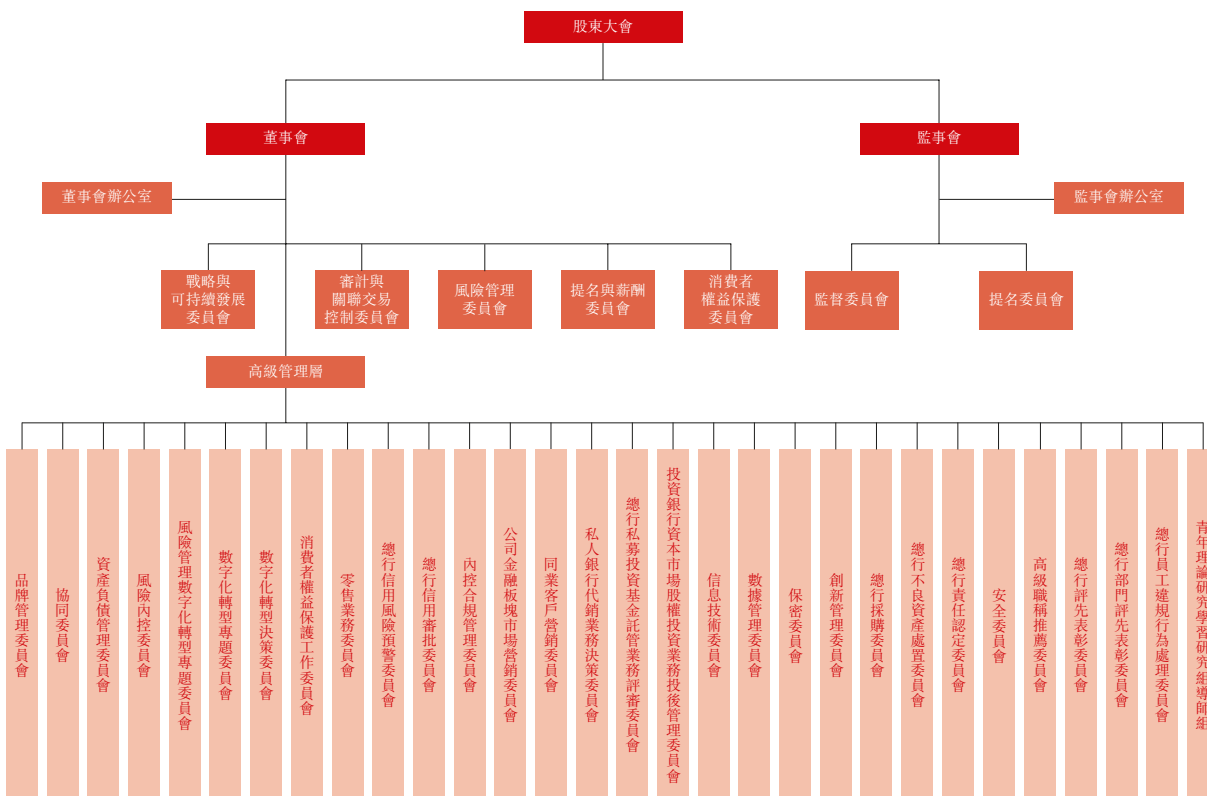 股東大會
董事會
監事會
董事會辦公室
監事會辦公室
戰略與
可持續發展
委員會
審計與
關聯交易
控制委員會
風險管理
委員會
提名與薪酬
委員會
消費者
權益保護
委員會
監督委員會
提名委員會
高級管理層
品牌管理委員會
協同委員會
資產負債管理委員會
風險內控委員會
風險管理數字化轉型專題委員會
數字化轉型專題委員會
數字化轉型決策委員會
消費者權益保護工作委員會
零售業務委員會
總行信用風險預警委員會
總行信用審批委員會
內控合規管理委員會
公司金融板塊市場營銷委員會
同業客戶營銷委員會
私人銀行代銷業務決策委員會
總行私募投資基金託管業務評審委員會
投資銀行資本市場股權投資業務投後管理委員會
信息技術委員會
數據管理委員會
保密委員會
創新管理委員會
總行採購委員會
總行不良資產處置委員會
總行責任認定委員會
安全委員會
高級職稱推薦委員會
總行評先表彰委員會
總行部門評先表彰委員會
總行員工違規行為處理委員會
青年理論研究學習研究組導師組